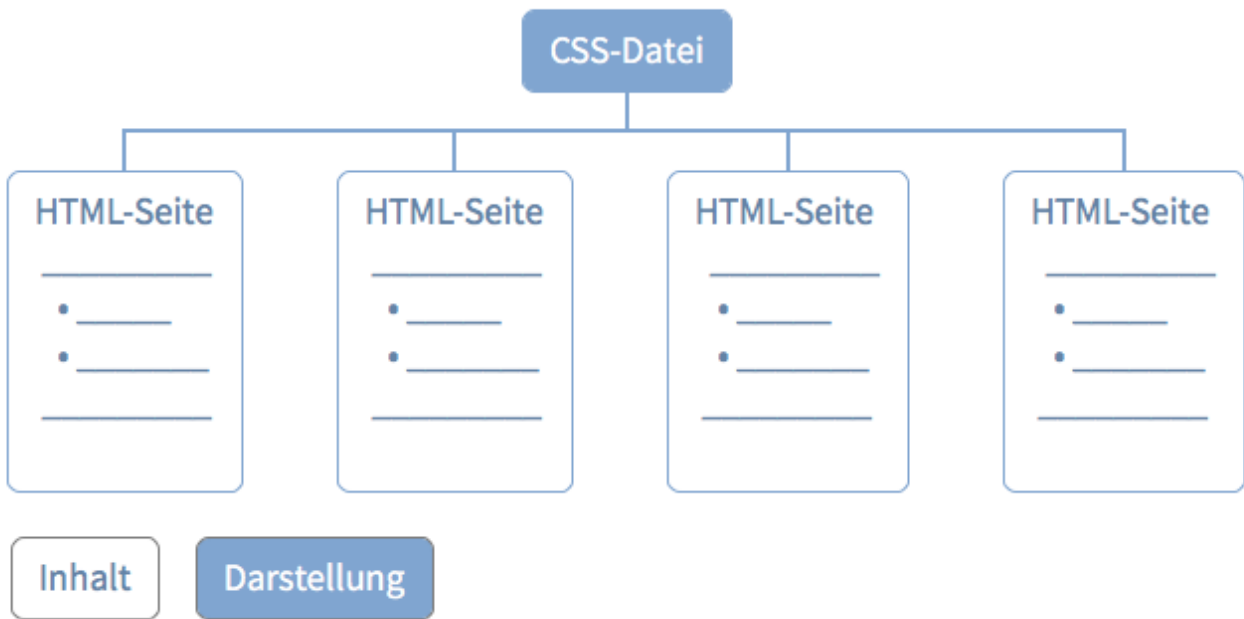 CSS-Datei
HTML-Seite
HTML-Seite
HTML-Seite
HTML-Seite
Inhalt
Darstellung